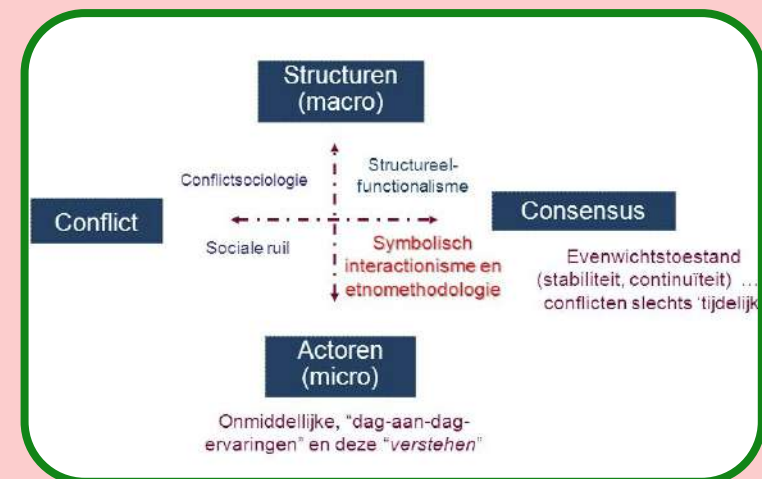 Structuren
(macro)
Conflictsociologie
Structureel-
functionalisme
Conflict
Consensus
Sociale ruil
Symbolisch
interactionisme en
etnomethodologie
Evenwichtstoestand
(stabiliteit, continuïteit) …
conflicten slechts ‘tijdelijk
Actoren
(micro)
Onmiddellijke, “dag-aan-dag-
ervaringen” en deze “verstehen”